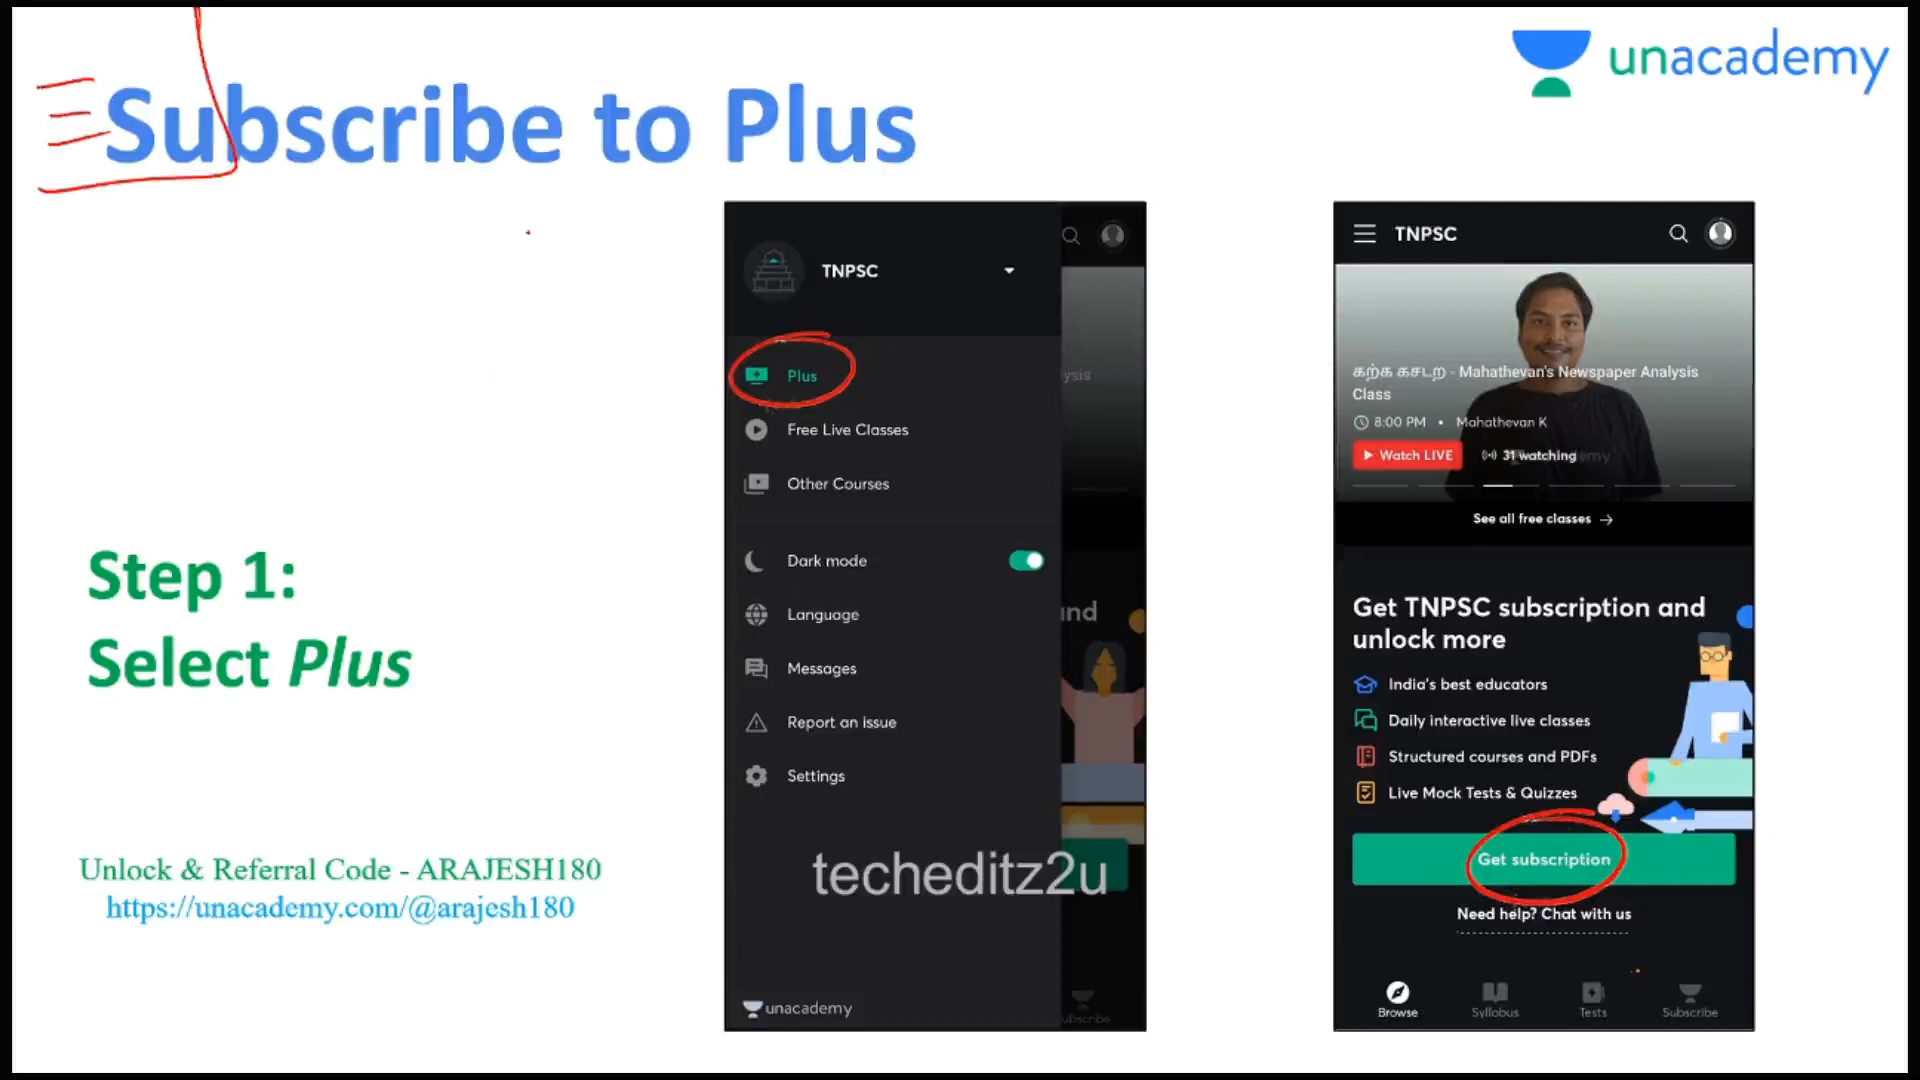 unacademy
Subscribe to Plus
Step 1:
Select Plus
Unlock & Referral Code - ARAJESH180
https://unacademy.com/@arajesh180
TNPSC
Plus
Free Live Classes
Other Courses
Dark mode
Language
Messages
Report an issue
Settings
techeditz2u
unacademy
TNPSC
கற்க கசடற - Mahathevan's Newspaper Analysis
Class
8:00 PM • Mahathevan K
Watch LIVE 31 watching
See all free classes →
Get TNPSC subscription and
unlock more
India's best educators
Daily interactive live classes
Structured courses and PDFs
Live Mock Tests & Quizzes
Get subscription
Need help? Chat with us
Browse Syllabus Tests Subscribe